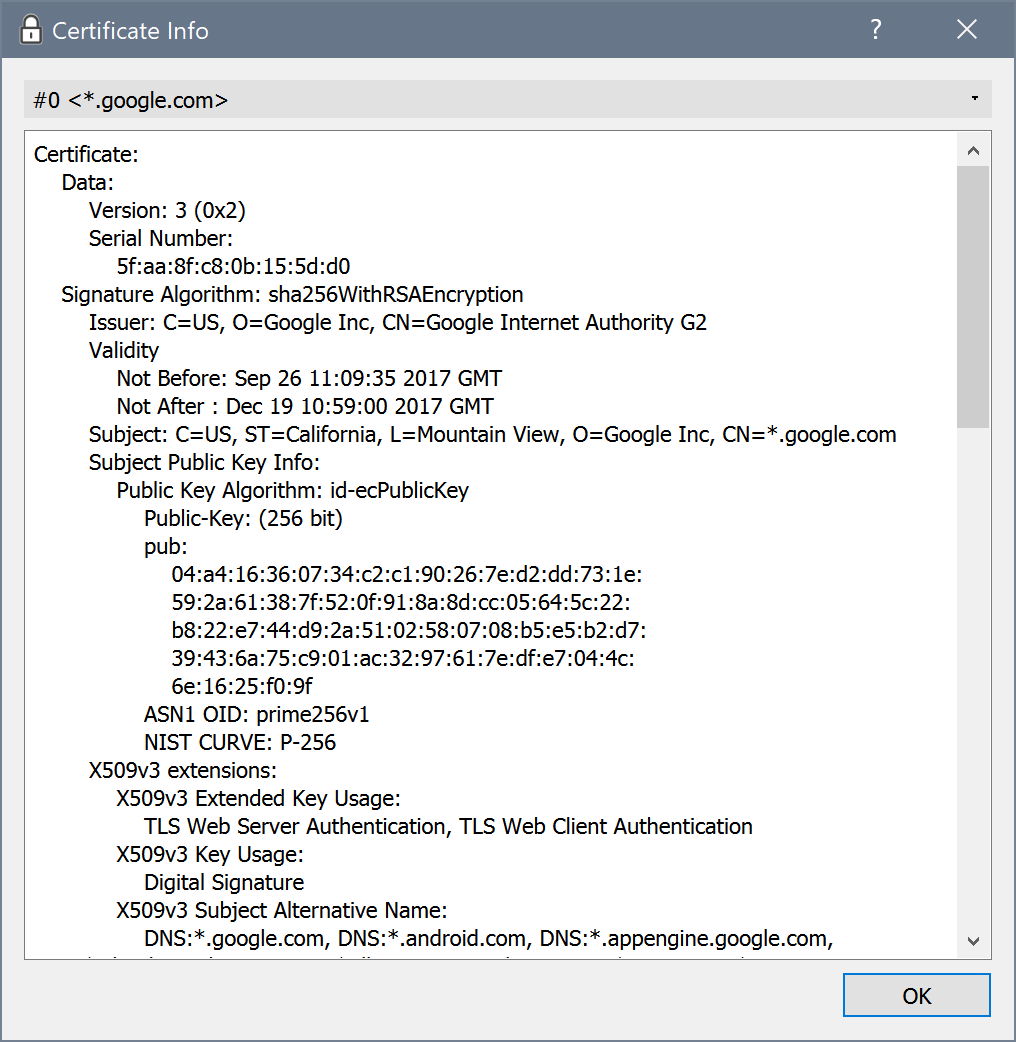 Certificate Info
?
#0 <*.google.com>
Certificate:
Data:
Version: 3 (0x2)
Serial Number:
5f:aa:8f:c8:0b:15:5d:d0
Signature Algorithm: sha256WithRSAEncryption
Issuer: C=US, O=Google Inc, CN=Google Internet Authority G2
Validity
Not Before: Sep 26 11:09:35 2017 GMT
Not After : Dec 19 10:59:00 2017 GMT
Subject: C=US, ST=California, L=Mountain View, O=Google Inc, CN=*.google.com
Subject Public Key Info:
Public Key Algorithm: id-ecPublicKey
Public-Key: (256 bit)
pub:
04:a4:16:36:07:34:c2:c1:90:26:7e:d2:dd:73:1e:
59:2a:61:38:7f:52:0f:91:8a:8d:cc:05:64:5c:22:
b8:22:e7:44:d9:2a:51:02:58:07:08:b5:e5:b2:d7:
39:43:6a:75:c9:01:ac:32:97:61:7e:df:e7:04:4c:
6e:16:25:f0:9f
ASN1 OID: prime256v1
NIST CURVE: P-256
X509v3 extensions:
X509v3 Extended Key Usage:
TLS Web Server Authentication, TLS Web Client Authentication
X509v3 Key Usage:
Digital Signature
X509v3 Subject Alternative Name:
DNS:*.google.com, DNS:*.android.com, DNS:*.appengine.google.com,
OK